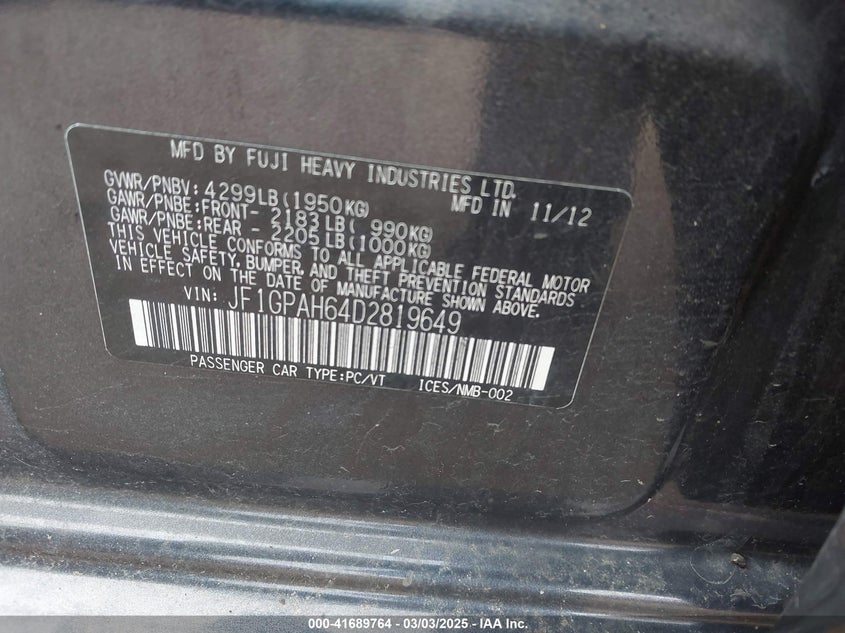 MFD BY FUJI HEAVY INDUSTRIES LTD.
GVWR/PNBV: 4299LB(1950KG) MFD IN 11/12
GAWR/PNBE:FRONT- 2183LB( 990KG)
GAWR/PNBE:REAR - 2205LB(1000KG)
THIS VEHICLE CONFORMS TO ALL APPLICABLE FEDERAL MOTOR
VEHICLE SAFETY, BUMPER, AND THEFT PREVENTION STANDARDS
IN EFFECT ON THE DATE OF MANUFACTURE SHOWN ABOVE.
VIN: JF1GPAH64D2819649
PASSENGER CAR TYPE:PC/VT ICES/NMB-002
000-41689764 - 03/03/2025 - IAA Inc.